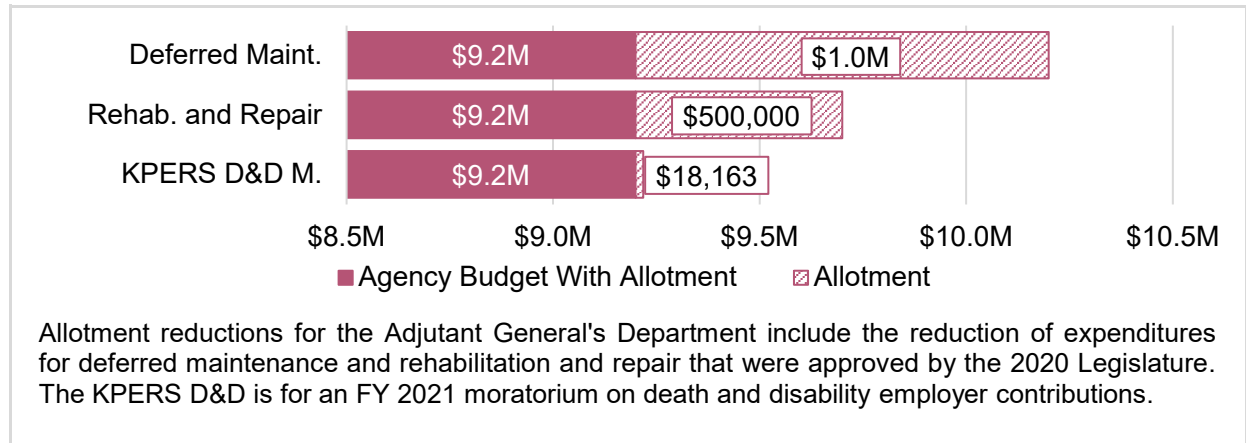 Deferred Maint. $9.2M $1.0M
Rehab. and Repair $9.2M $500,000
KPERS D&D M. $9.2M $18,163
$8.5M $9.0M $9.5M $10.0M $10.5M
Agency Budget With Allotment Allotment
Allotment reductions for the Adjutant General's Department include the reduction of expenditures
for deferred maintenance and rehabilitation and repair that were approved by the 2020 Legislature.
The KPERS D&D is for an FY 2021 moratorium on death and disability employer contributions.